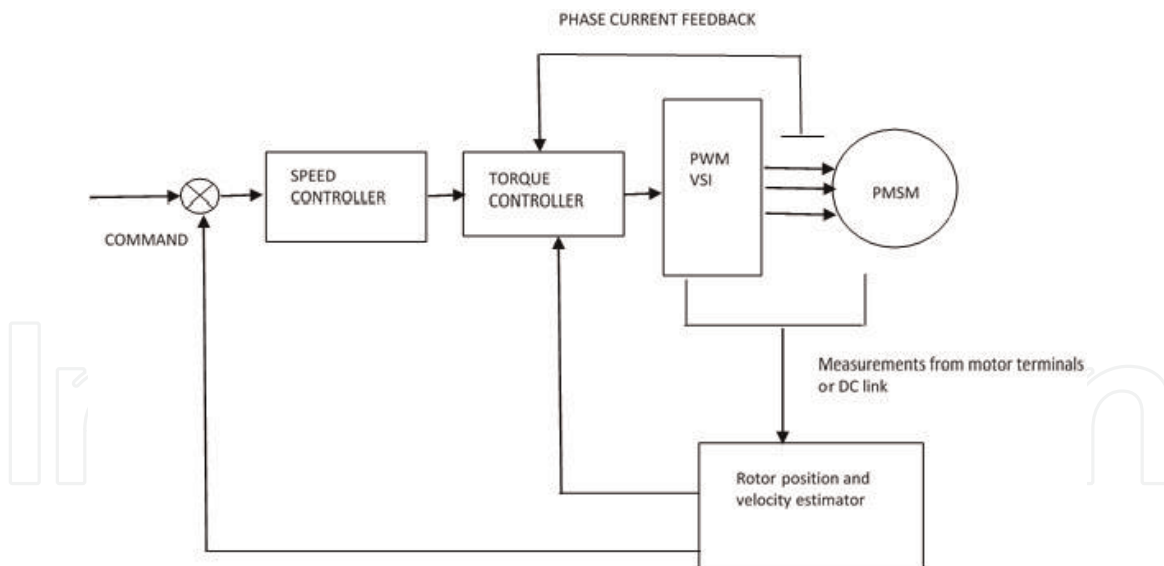 PHASE CURRENT FEEDBACK
SPEED
CONTROLLER
TORQUE
CONTROLLER
PWM
VSI
PMSM
COMMAND
Measurements from motor terminals
or DC link
Rotor position and
velocity estimator